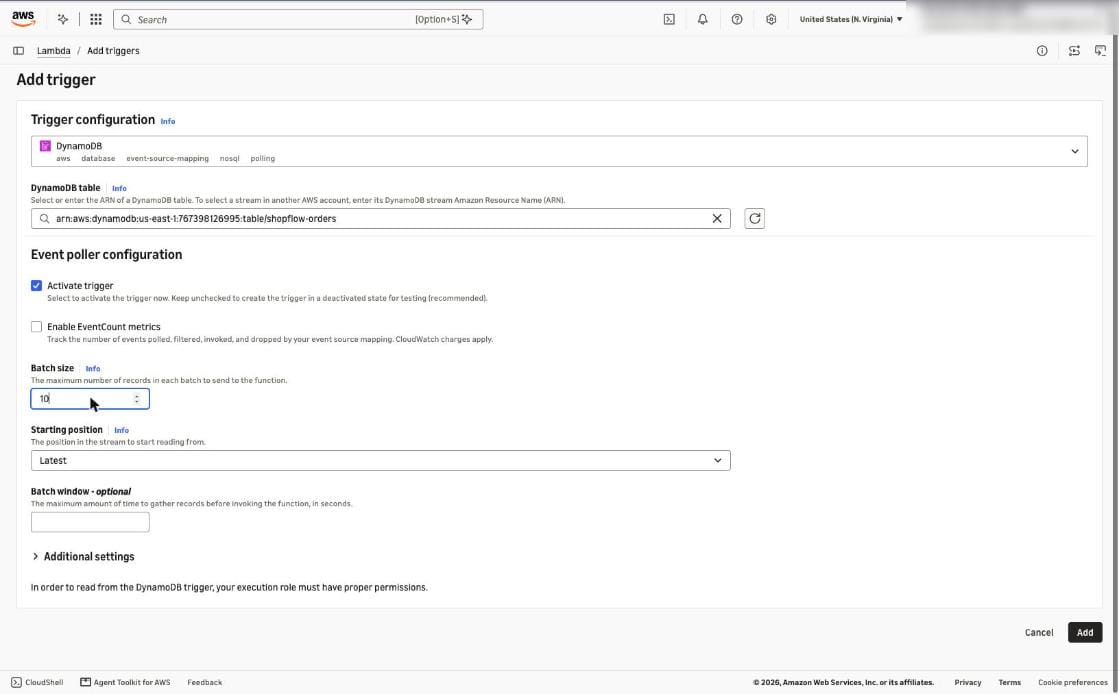 aws
Search
[Option+S]
United States (N. Virginia)
Lambda / Add triggers
Add trigger
Trigger configuration Info
DynamoDB
aws database event-source-mapping nosql polling
DynamoDB table Info
Select or enter the ARN of a DynamoDB table. To select a stream in another AWS account, enter its DynamoDB stream Amazon Resource Name (ARN).
arn:aws:dynamodb:us-east-1:767398126995:table/shopflow-orders
Event poller configuration
Activate trigger
Select to activate the trigger now. Keep unchecked to create the trigger in a deactivated state for testing (recommended).
Enable EventCount metrics
Track the number of events polled, filtered, invoked, and dropped by your event source mapping. CloudWatch charges apply.
Batch size Info
The maximum number of records in each batch to send to the function.
10
Starting position Info
The position in the stream to start reading from.
Latest
Batch window - optional
The maximum amount of time to gather records before invoking the function, in seconds.
Additional settings
In order to read from the DynamoDB trigger, your execution role must have proper permissions.
Cancel Add
CloudShell Agent Toolkit for AWS Feedback © 2026, Amazon Web Services, Inc. or its affiliates. Privacy Terms Cookie preferences